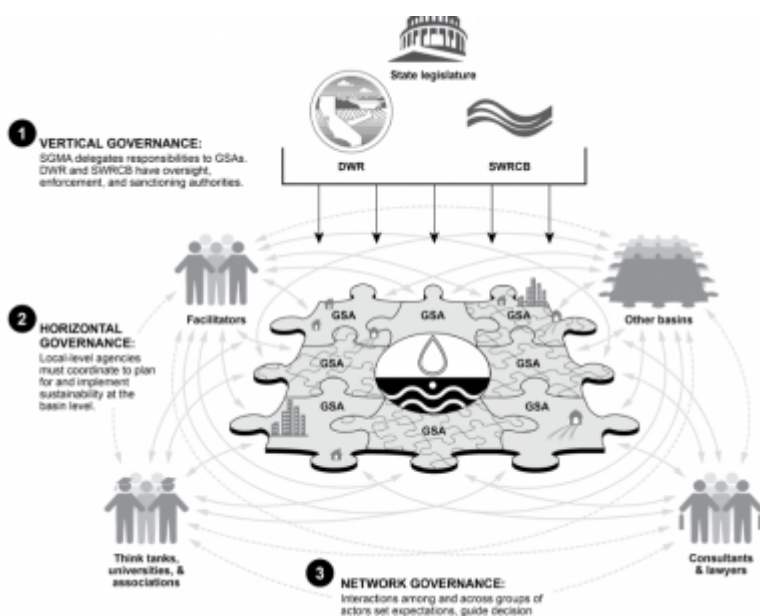 State legislature
DWR
SWRCB
1
VERTICAL GOVERNANCE:
SGMA delegates responsibilities to GSAs.
DWR and SWRCB have oversight,
enforcement, and sanctioning authorities.
Facilitators
Other basins
2
HORIZONTAL
GOVERNANCE:
Local-level agencies
must coordinate to plan
for and implement
sustainability at the
basin level.
GSA
GSA
GSA
GSA
GSA
GSA
GSA
GSA
Think tanks,
universities, &
associations
Consultants
& lawyers
3
NETWORK GOVERNANCE:
Interactions among and across groups of
actors set expectations, guide decision